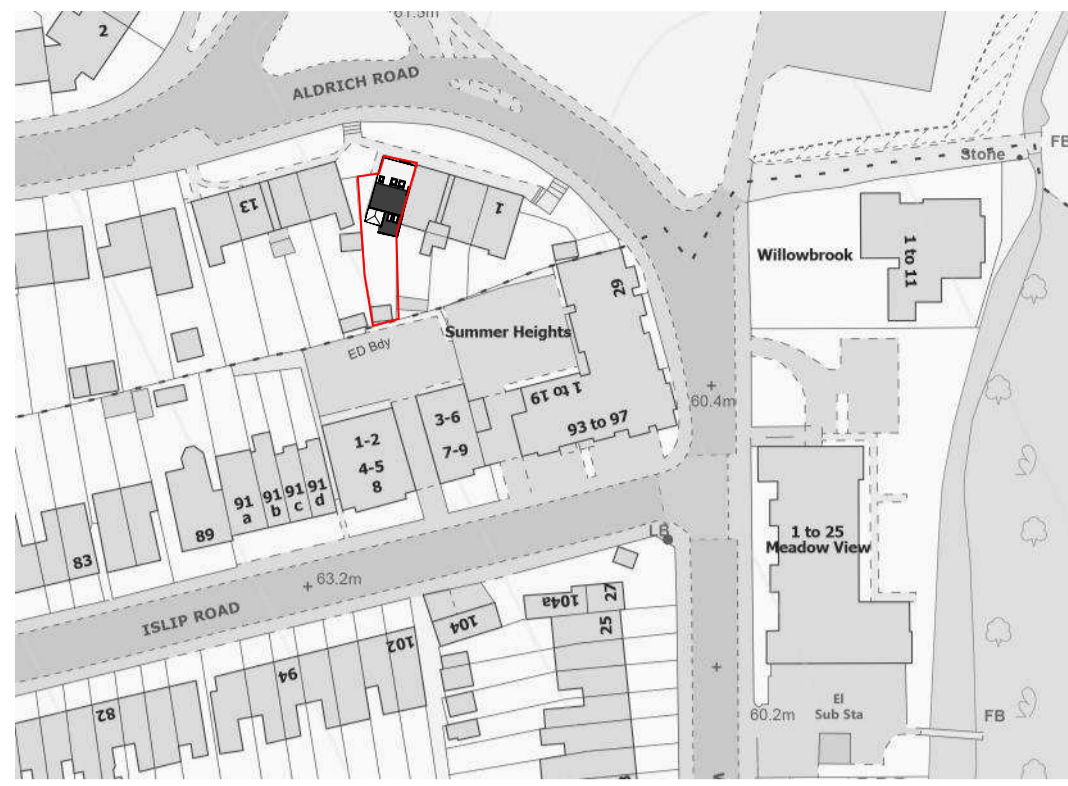 61.5m
2
ALDRICH ROAD
FB
Stone
13
1
Willowbrook
1 to 11
29
Summer Heights
ED Bdy
1 to 19
60.4m
3-6
93 to 97
1-2
7-9
4-5
8
91
a
91
b
91
c
91
d
89
83
1 to 25
Meadow View
LB
63.2m
ISLIP ROAD
104a
27
104
25
102
94
82
El
Sub Sta
60.2m
FB